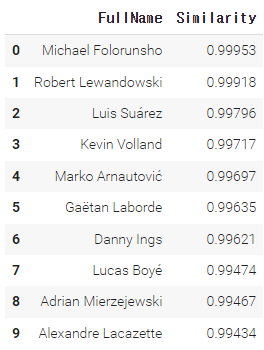 FullName Similarity
0 Michael Folorunsho 0.99953
1 Robert Lewandowski 0.99918
2 Luis Suárez 0.99796
3 Kevin Volland 0.99717
4 Marko Arnautović 0.99697
5 Gaëtan Laborde 0.99635
6 Danny Ings 0.99621
7 Lucas Boyé 0.99474
8 Adrian Mierzejewski 0.99467
9 Alexandre Lacazette 0.99434